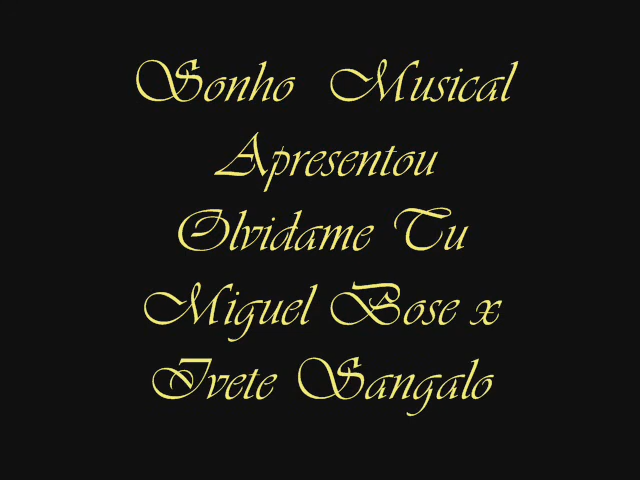 Sonho Musical
Apresentou
Olvidame Tu
Miguel Bose x
Ivete Sangalo